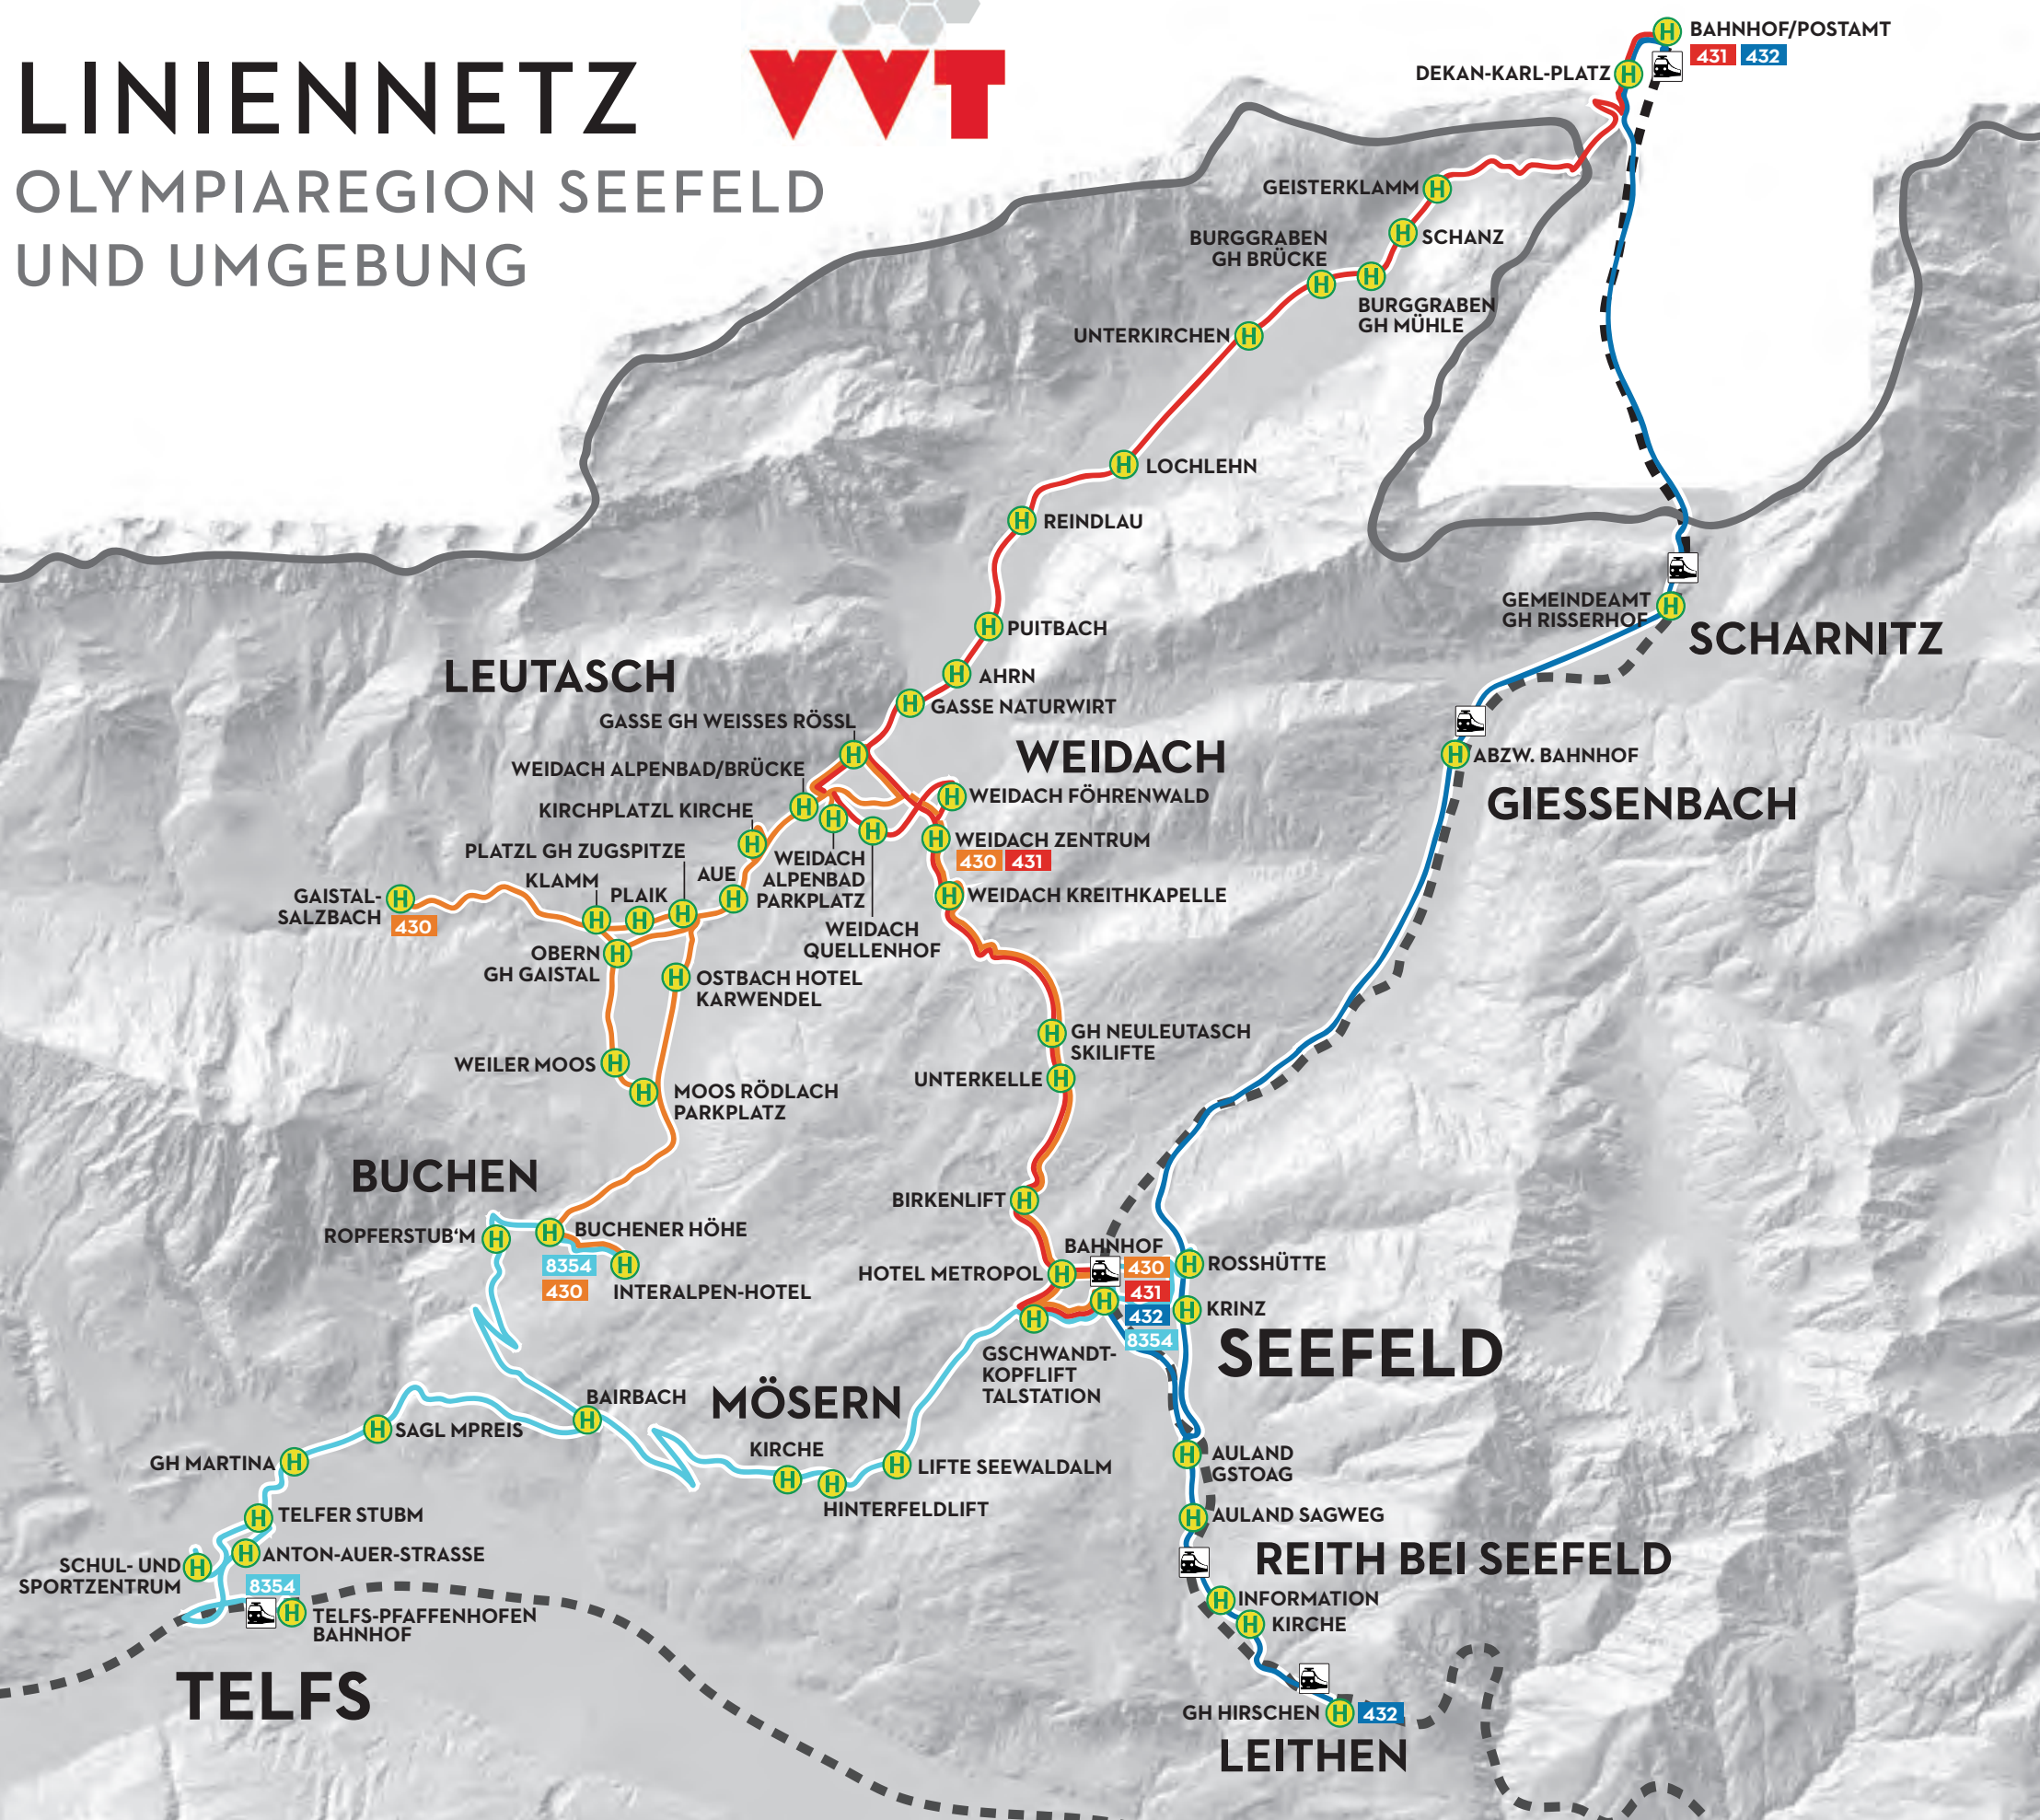 LINIENNETZ
OLYMPIAREGION SEEFELD
UND UMGEBUNG
VVT
BAHNHOF/POSTAMT
431 432
DEKAN-KARL-PLATZ
GEISTERKLAMM
SCHANZ
BURGGRABEN
GH BRÜCKE
BURGGRABEN
GH MÜHLE
UNTERKIRCHEN
LOCHLEHN
REINDLAU
PUITBACH
AHRN
GASSE NATURWIRT
GEMEINDEAMT
GH RISSERHOF
SCHARNITZ
ABZW. BAHNHOF
GIESSENBACH
LEUTASCH
GASSE GH WEISSES RÖSSL
WEIDACH
WEIDACH ALPENBAD/BRÜCKE
WEIDACH FÖHRENWALD
KIRCHPLATZL KIRCHE
WEIDACH ZENTRUM
430 431
PLATZL GH ZUGSPITZE
WEIDACH
ALPENBAD
PARKPLATZ
AUE
KLAMM
PLAIK
WEIDACH KREITHKAPELLE
GAISTAL-
SALZBACH
430
WEIDACH
QUELLENHOF
OBERN
GH GAISTAL
OSTBACH HOTEL
KARWENDEL
GH NEULEUTASCH
SKILIFTE
WEILER MOOS
UNTERKELLE
MOOS RÖDLACH
PARKPLATZ
BUCHEN
BIRKENLIFT
ROPFERSTUB'M
BUCHENER HÖHE
8354
430
INTERALPEN-HOTEL
BAHNHOF
HOTEL METROPOL
430
431
432
8354
ROSSHÜTTE
KRINZ
SEEFELD
GSCHWANDT-
KOPFLIFT
TALSTATION
BAIRBACH
MÖSERN
SAGL MPREIS
KIRCHE
LIFTE SEEWALDALM
HINTERFELDLIFT
GH MARTINA
AULAND
GSTOAG
TELFER STUBM
AULAND SAGWEG
ANTON-AUER-STRASSE
SCHUL- UND
SPORTZENTRUM
REITH BEI SEEFELD
8354
INFORMATION
KIRCHE
TELFS-PFAFFENHOFEN
BAHNHOF
TELFS
GH HIRSCHEN
432
LEITHEN